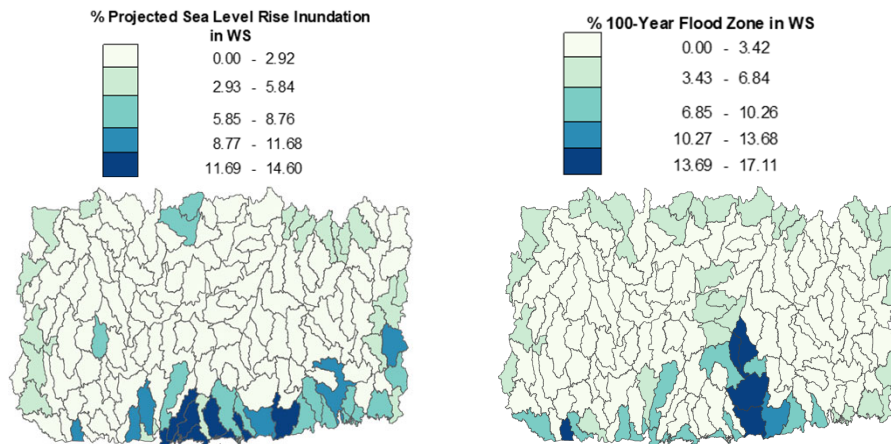 % Projected Sea Level Rise Inundation
in WS
0.00 - 2.92
2.93 - 5.84
5.85 - 8.76
8.77 - 11.68
11.69 - 14.60
% 100-Year Flood Zone in WS
0.00 - 3.42
3.43 - 6.84
6.85 - 10.26
10.27 - 13.68
13.69 - 17.11